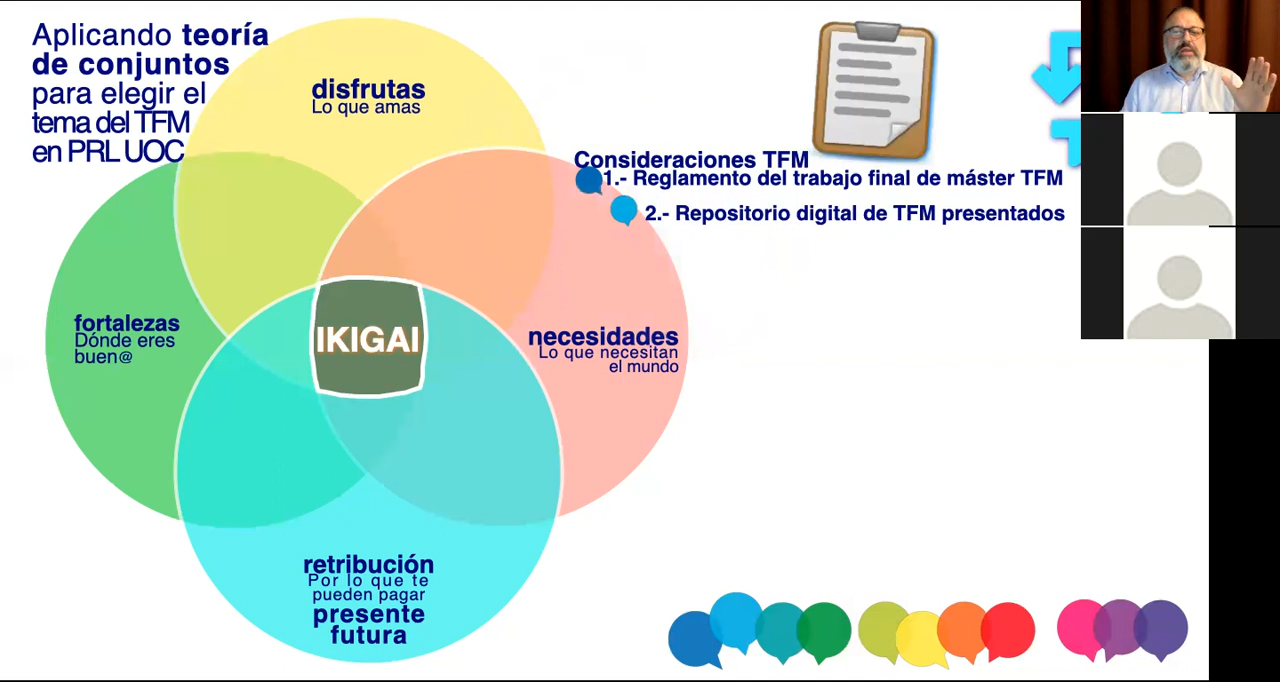 Aplicando teoría
de conjuntos
para elegir el
tema del TFM
en PRL UOC
disfrutas
Lo que amas
fortalezas
Dónde eres
buen@
IKIGAI
necesidades
Lo que necesitan
el mundo
retribución
Por lo que te
pueden pagar
presente
futura
Consideraciones TFM
1.- Reglamento del trabajo final de máster TFM
2.- Repositorio digital de TFM presentados